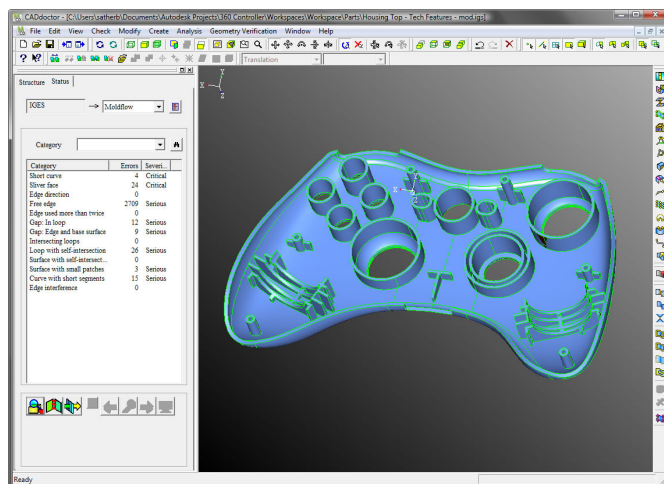 CADdoctor - [C:\Users\satherb\Documents\Autodesk Projects\360 Controller\Workspaces\Workspace\Parts\Housing Top - Tech Features - mod.igs]
File Edit View Check Modify Create Analysis Geometry Verification Window Help
Translation
Structure Status
IGES Moldflow
Category
Category Errors Severi...
Short curve 4 Critical
Sliver face 24 Critical
Edge direction 0
Free edge 2709 Serious
Edge used more than twice 0
Gap: In loop 12 Serious
Gap: Edge and base surface 9 Serious
Intersecting loops 0
Loop with self-intersection 26 Serious
Surface with self-intersect... 0
Surface with small patches 3 Serious
Curve with short segments 15 Serious
Edge interference 0
X Y
Z
X
Z
Ready